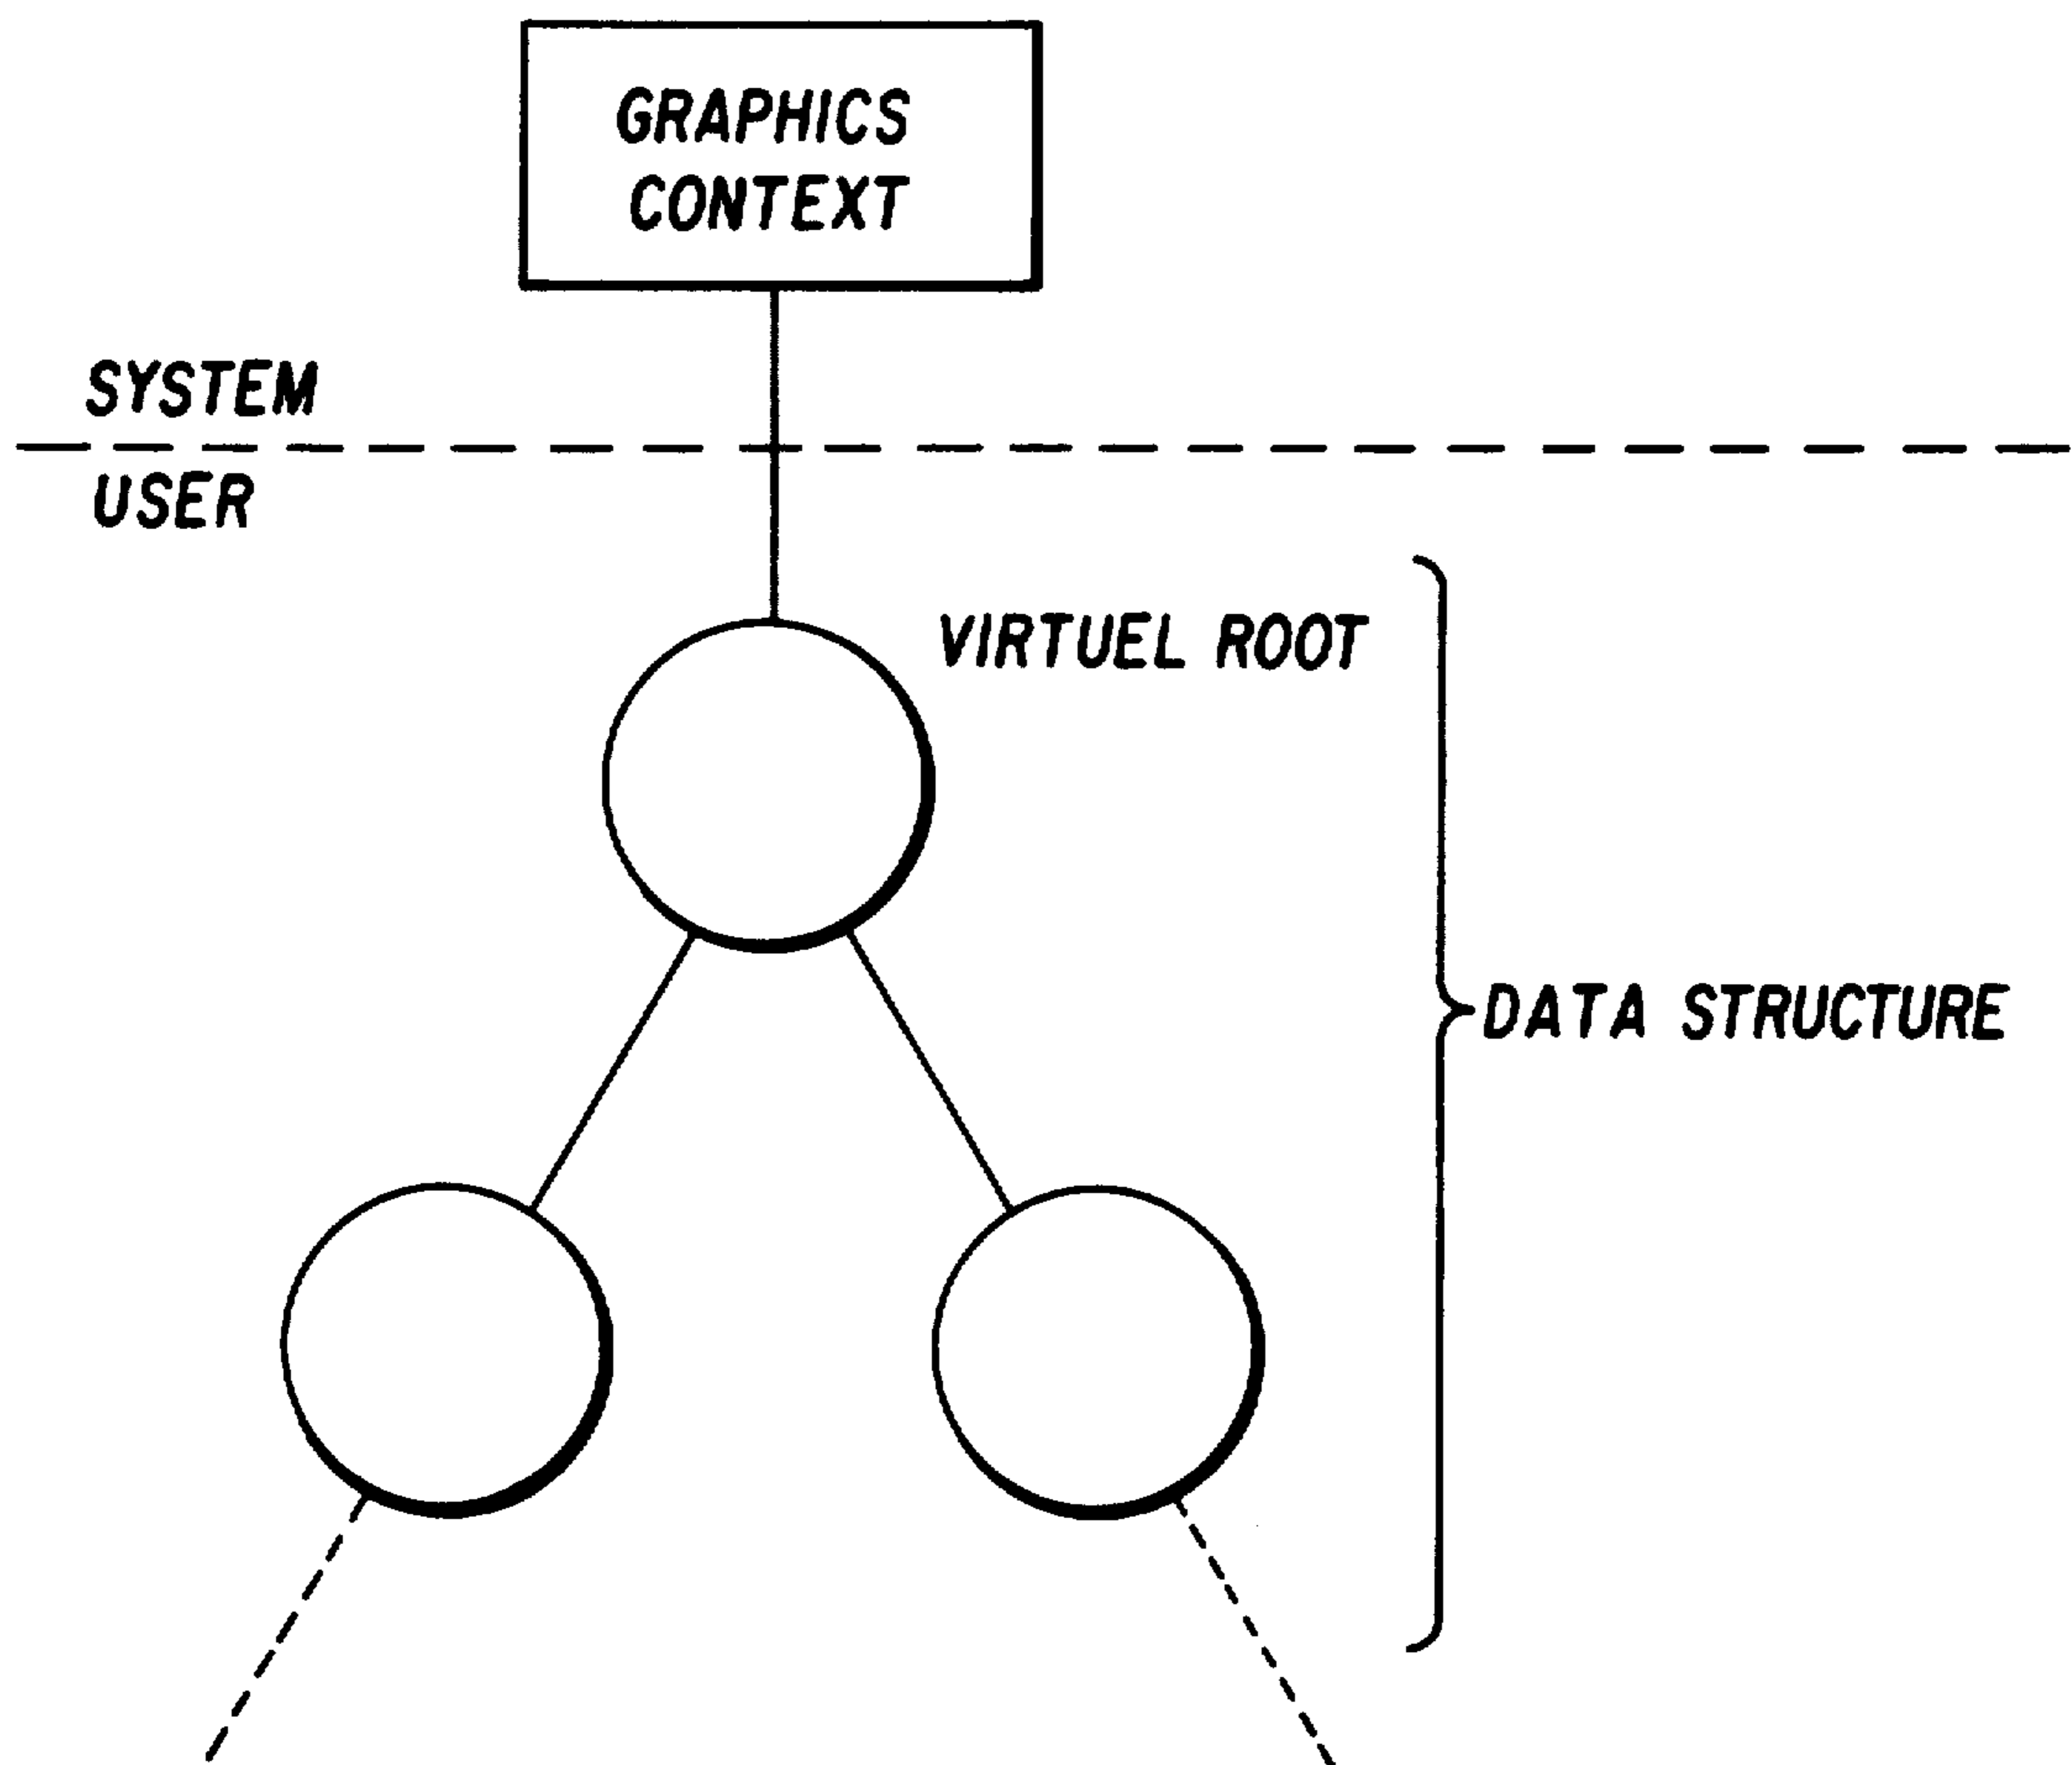 GRAPHICS
CONTEXT
SYSTEM
USER
VIRTUEL ROOT
DATA STRUCTURE